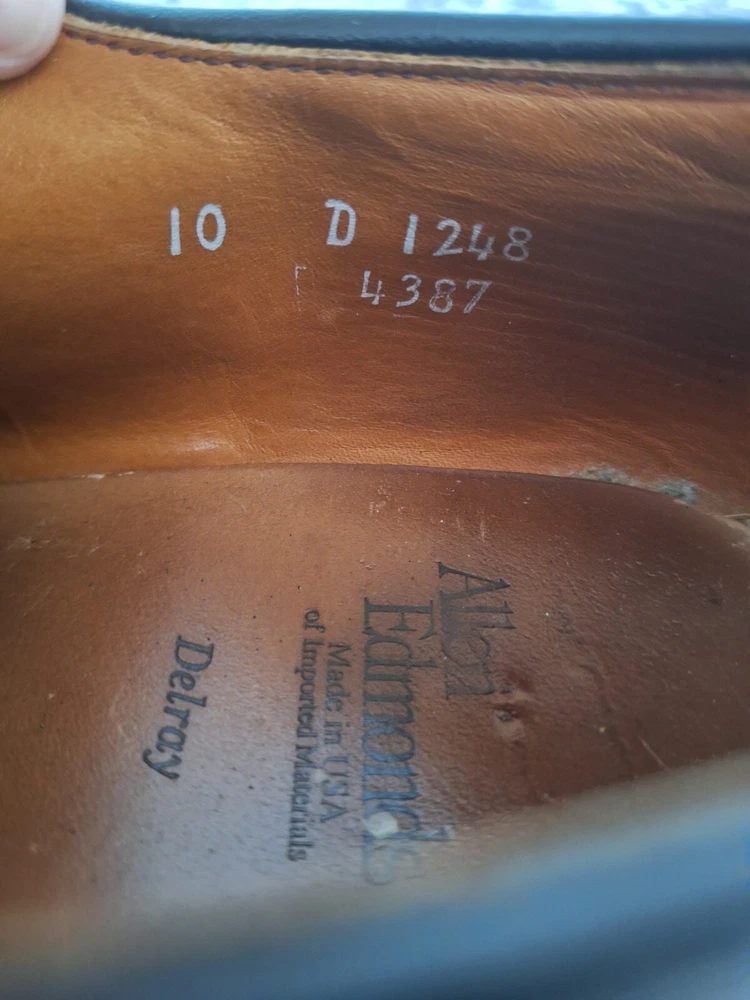 10 D 1248
4387
Allen
Edmonds
Made in USA
of Imported Materials
Delray